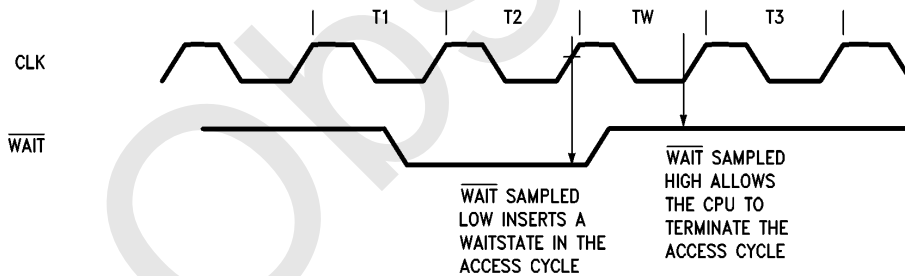 T1 T2 TW T3
CLK
WAIT
WAIT SAMPLED
LOW INSERTS A
WAITSTATE IN THE
ACCESS CYCLE
WAIT SAMPLED
HIGH ALLOWS
THE CPU TO
TERMINATE THE
ACCESS CYCLE
Obs